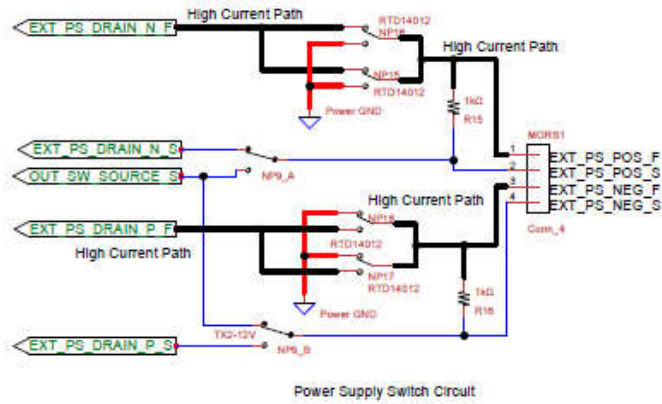 EXT_PS_DRAIN_N_F
High Current Path
RTD14012
NP16
High Current Path
NP15
RTD14012
Power GND
1kΩ
R15
MORS1
EXT_PS_DRAIN_N_S
1 EXT_PS_POS_F
OUT_SW_SOURCE_S
2 EXT_PS_POS_S
NP9_A
3 EXT_PS_NEG_F
4 EXT_PS_NEG_S
High Current Path
Conn_4
EXT_PS_DRAIN_P_F
NP18
RTD14012
High Current Path
NP17
RTD14012
1kΩ
R16
Power GND
TX2-12V
EXT_PS_DRAIN_P_S
NP9_B
Power Supply Switch Circuit